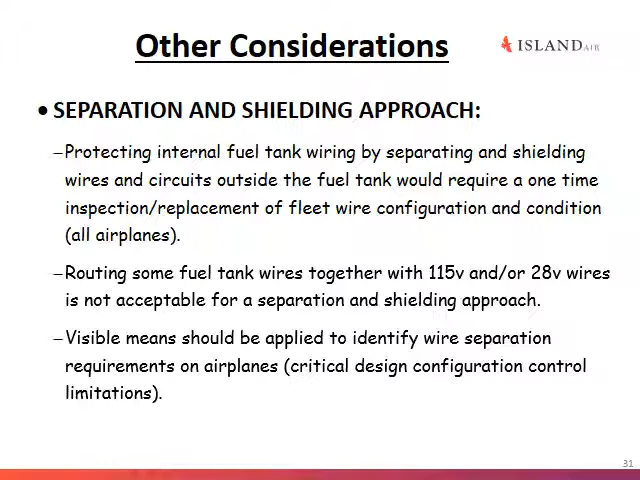 Other Considerations
ISLAND AIR
• SEPARATION AND SHIELDING APPROACH:
–Protecting internal fuel tank wiring by separating and shielding
wires and circuits outside the fuel tank would require a one time
inspection/replacement of fleet wire configuration and condition
(all airplanes).
–Routing some fuel tank wires together with 115v and/or 28v wires
is not acceptable for a separation and shielding approach.
–Visible means should be applied to identify wire separation
requirements on airplanes (critical design configuration control
limitations).
31